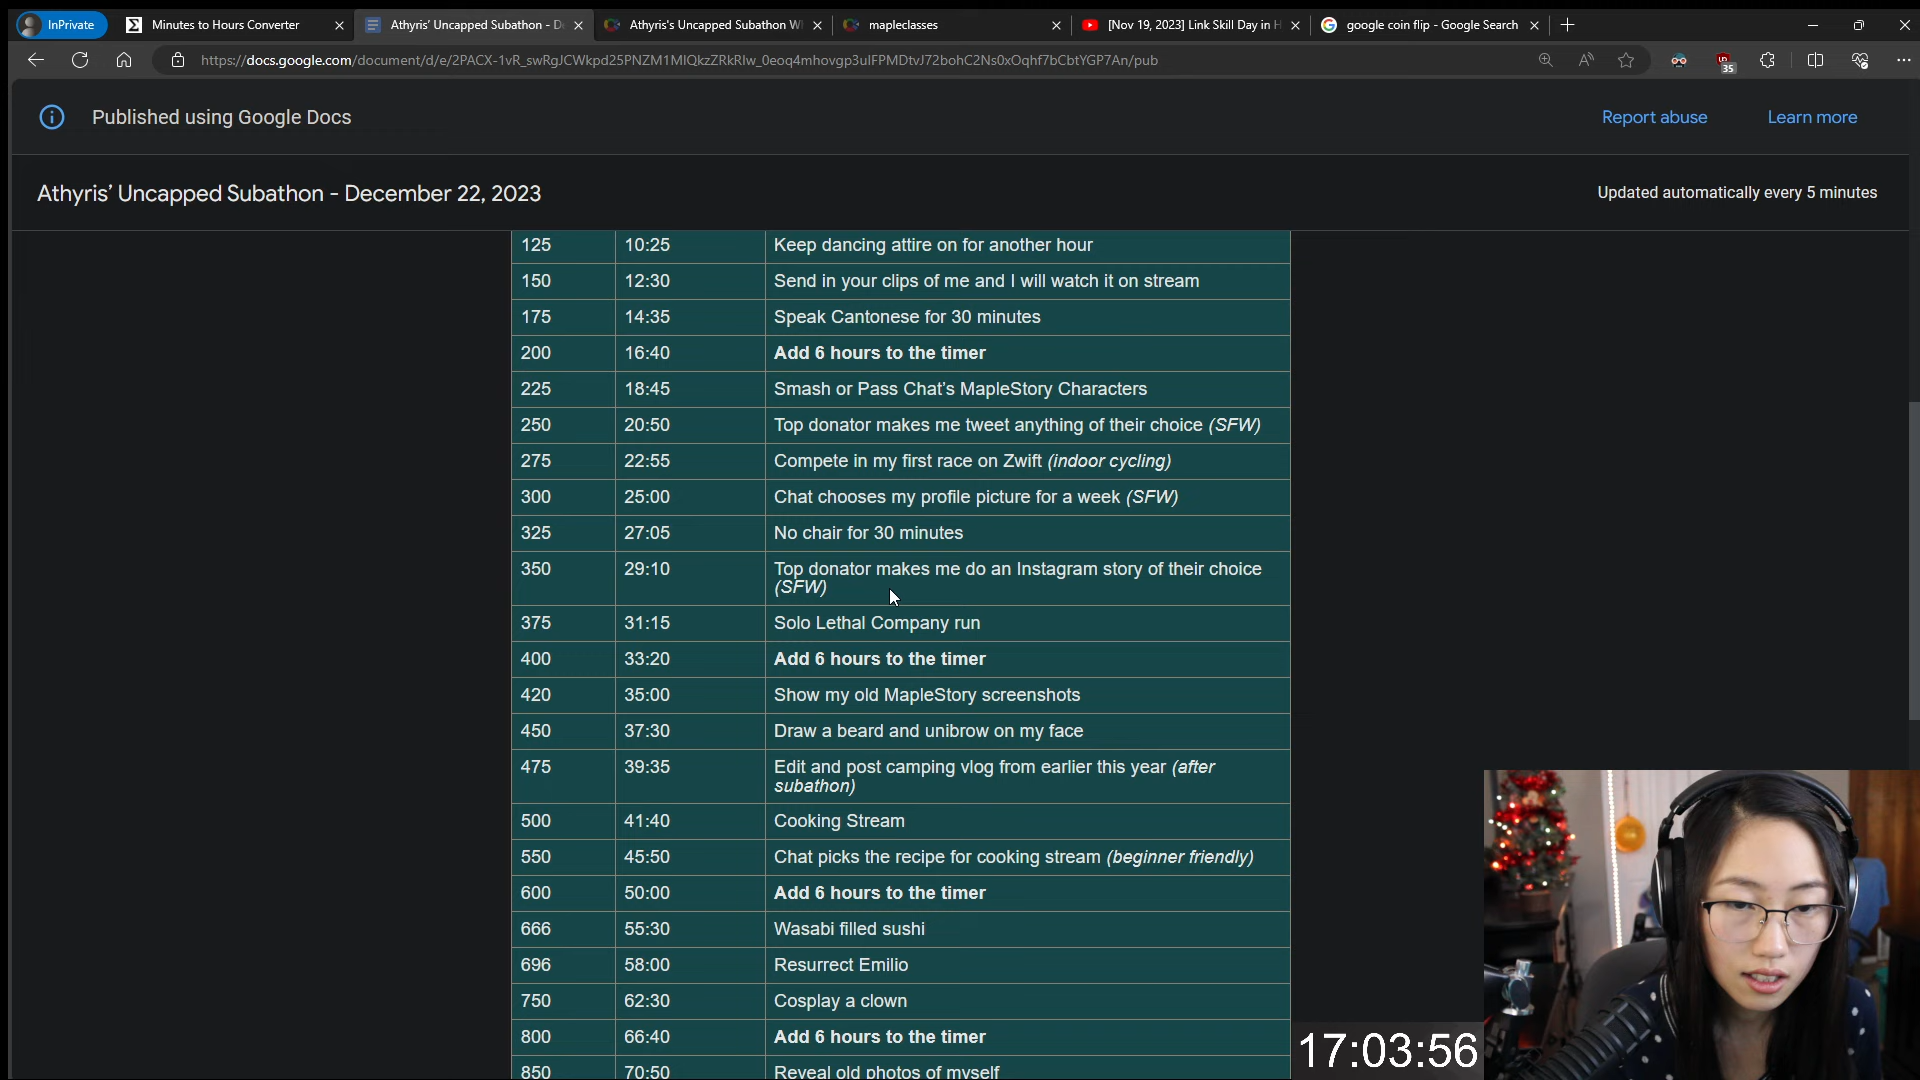 InPrivate
Minutes to Hours Converter
Athyris' Uncapped Subathon - D
Athyris's Uncapped Subathon W
mapleclasses
[Nov 19, 2023] Link Skill Day in H
google coin flip - Google Search
https://docs.google.com/document/d/e/2PACX-1vR_swRgJCWkpd25PNZM1MlQkzZRkRlw_0eoq4mhovgp3ulFPMDtvJ72bohC2Ns0xOqhf7bCbtYGP7An/pub
35
Published using Google Docs
Report abuse
Learn more
Athyris' Uncapped Subathon - December 22, 2023
Updated automatically every 5 minutes
125 10:25 Keep dancing attire on for another hour
150 12:30 Send in your clips of me and I will watch it on stream
175 14:35 Speak Cantonese for 30 minutes
200 16:40 Add 6 hours to the timer
225 18:45 Smash or Pass Chat's MapleStory Characters
250 20:50 Top donator makes me tweet anything of their choice (SFW)
275 22:55 Compete in my first race on Zwift (indoor cycling)
300 25:00 Chat chooses my profile picture for a week (SFW)
325 27:05 No chair for 30 minutes
350 29:10 Top donator makes me do an Instagram story of their choice
(SFW)
375 31:15 Solo Lethal Company run
400 33:20 Add 6 hours to the timer
420 35:00 Show my old MapleStory screenshots
450 37:30 Draw a beard and unibrow on my face
475 39:35 Edit and post camping vlog from earlier this year (after
subathon)
500 41:40 Cooking Stream
550 45:50 Chat picks the recipe for cooking stream (beginner friendly)
600 50:00 Add 6 hours to the timer
666 55:30 Wasabi filled sushi
696 58:00 Resurrect Emilio
750 62:30 Cosplay a clown
800 66:40 Add 6 hours to the timer
850 70:50 Reveal old photos of myself
17:03:56